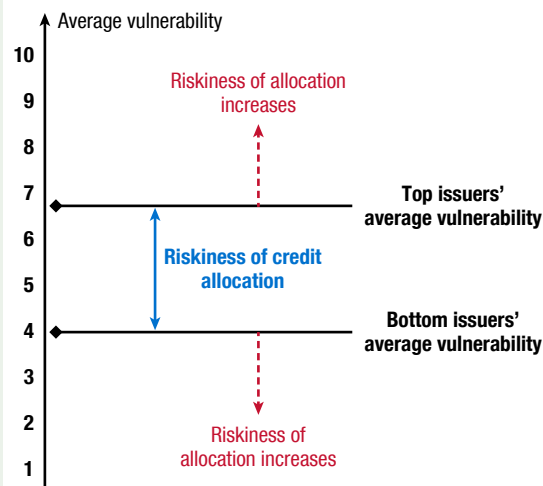 Average vulnerability
10
9
8
7
6
5
4
3
2
1
Riskiness of allocation
increases
Top issuers’
average vulnerability
Riskiness of credit
allocation
Bottom issuers’
average vulnerability
Riskiness of
allocation increases